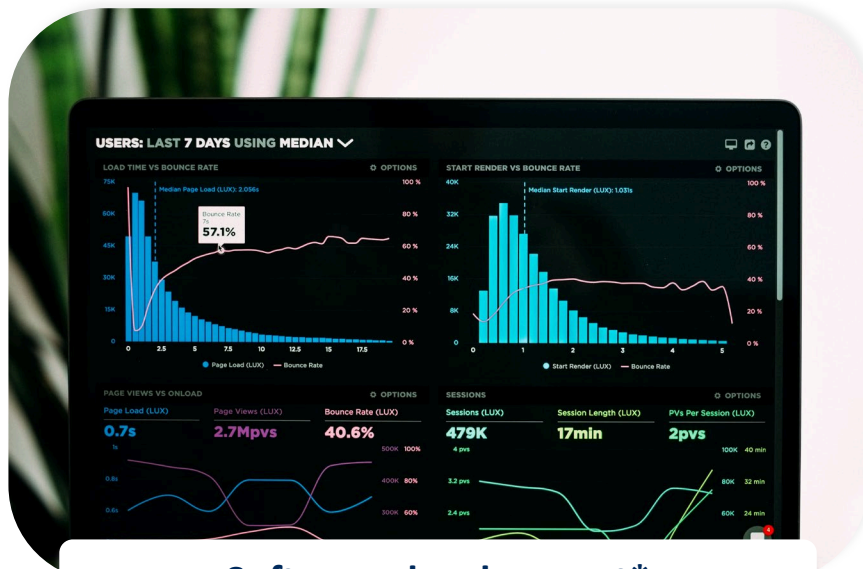 USERS: LAST 7 DAYS USING MEDIAN
LOAD TIME VS BOUNCE RATE
OPTIONS
75K
60K
45K
30K
15K
0
Median Page Load (LUX): 2.056s
Bounce Rate
7s
57.1%
100 %
80 %
60 %
40 %
20 %
0 %
0 2.5 5 7.5 10 12.5 15 17.5
Page Load (LUX) Bounce Rate
START RENDER VS BOUNCE RATE
OPTIONS
40K
32K
24K
16K
8K
0
Median Start Render (LUX): 1.031s
100 %
80 %
60 %
40 %
20 %
0 %
0 1 2 3 4 5
Start Render (LUX) Bounce Rate
PAGE VIEWS VS ONLOAD
OPTIONS
Page Load (LUX) Page Views (LUX) Bounce Rate (LUX)
0.7s 2.7Mpvs 40.6%
1s
0.8s
0.6s
500K 100%
400K 80%
300K 60%
SESSIONS
OPTIONS
Sessions (LUX) Session Length (LUX) PVs Per Session (LUX)
479K 17min 2pvs
4 pvs
3.2 pvs
2.4 pvs
100K 40 min
80K 32 min
60K 24 min
4